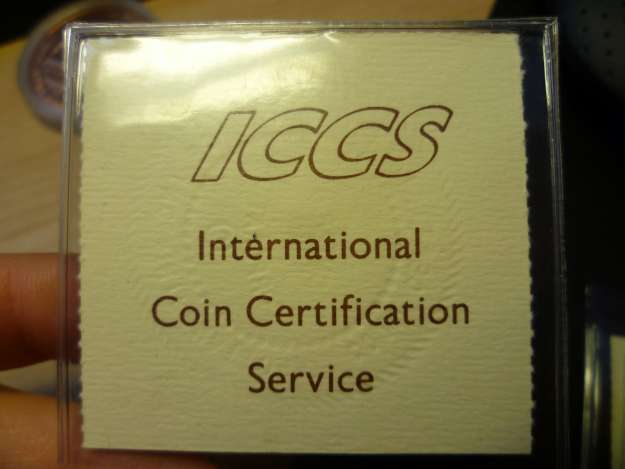 ICCS
International
Coin Certification
Service